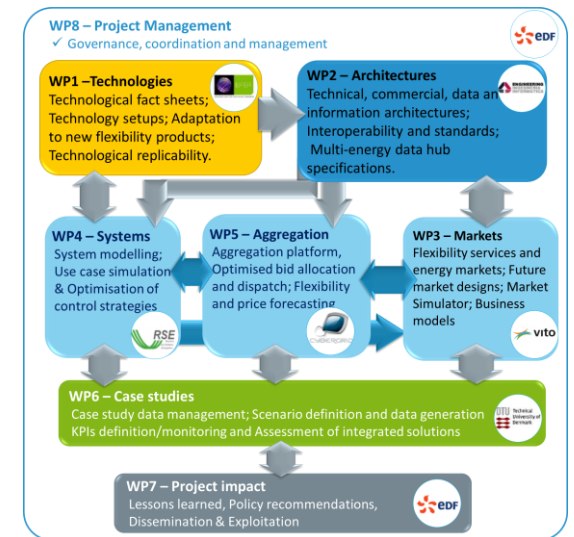 WP8 – Project Management
✓ Governance, coordination and management
edF
WP1 –Technologies
Technological fact sheets;
Technology setups; Adaptation
to new flexibility products;
Technological replicability.
WP2 – Architectures
Technical, commercial, data an
information architectures;
Interoperability and standards;
Multi-energy data hub
specifications.
ENGINEERING
WP4 – Systems
System modelling;
Use case simulation
& Optimisation of
control strategies
RSE
WP5 – Aggregation
Aggregation platform,
Optimised bid allocation
and dispatch; Flexibility
and price forecasting
WP3 – Markets
Flexibility services and
energy markets; Future
market designs; Market
Simulator; Business
models
vito
WP6 – Case studies
Case study data management; Scenario definition and data generation
KPIs definition/monitoring and Assessment of integrated solutions
DTU
Technical
University of
Denmark
WP7 – Project impact
Lessons learned, Policy recommendations,
Dissemination & Exploitation
edF